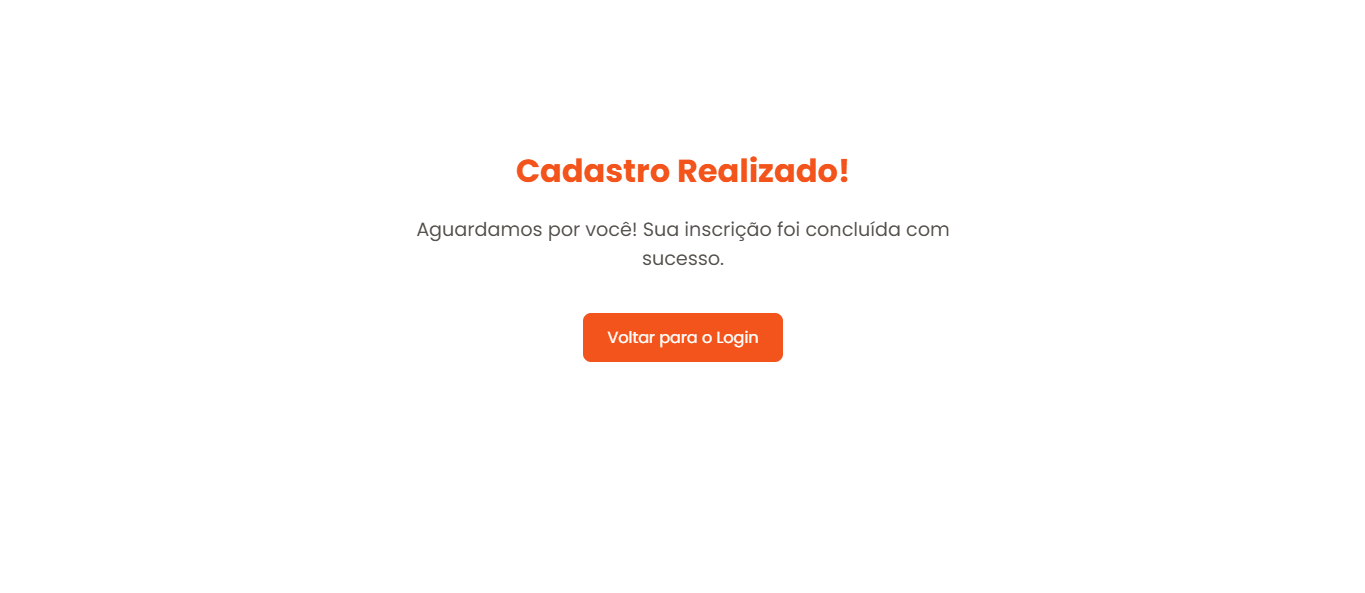 Cadastro Realizado!
Aguardamos por você! Sua inscrição foi concluída com
sucesso.
Voltar para o Login